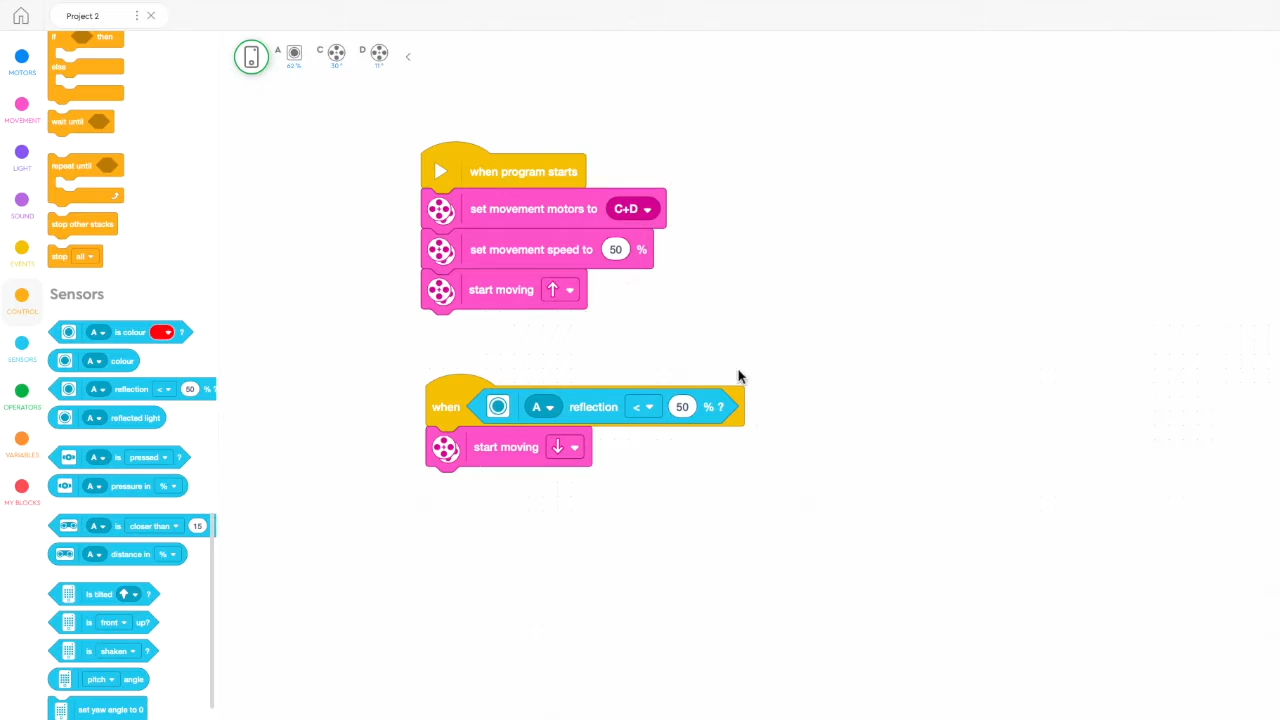 Project 2
A
62 %
C
30 °
D
11 °
MOTORS
MOVEMENT
LIGHT
SOUND
EVENTS
CONTROL
SENSORS
OPERATORS
VARIABLES
MY BLOCKS
if then
else
wait until
repeat until
stop other stacks
stop all
Sensors
A is colour ?
A colour
A reflection < 50 % ?
A reflected light
A is pressed ?
A pressure in %
A is closer than 15
A distance in %
is tilted ?
is front up?
is shaken ?
pitch angle
set yaw angle to 0
when program starts
set movement motors to C+D
set movement speed to 50 %
start moving
when A reflection < 50 % ?
start moving